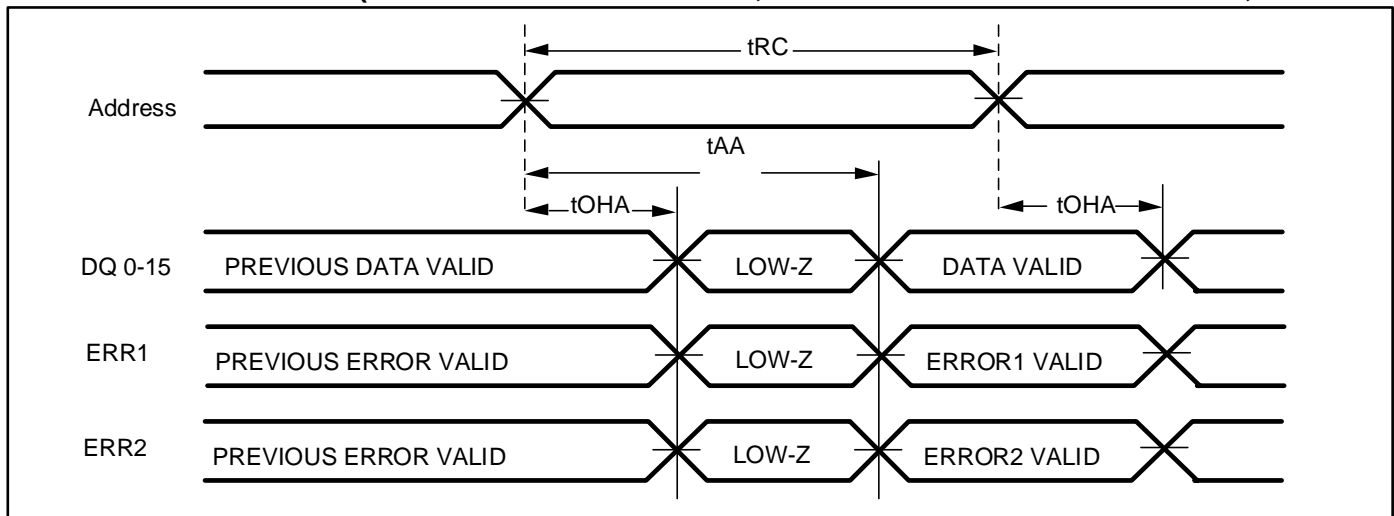 tRC
Address
tAA
tOHA
tOHA
DQ 0-15
PREVIOUS DATA VALID
LOW-Z
DATA VALID
ERR1
PREVIOUS ERROR VALID
LOW-Z
ERROR1 VALID
ERR2
PREVIOUS ERROR VALID
LOW-Z
ERROR2 VALID